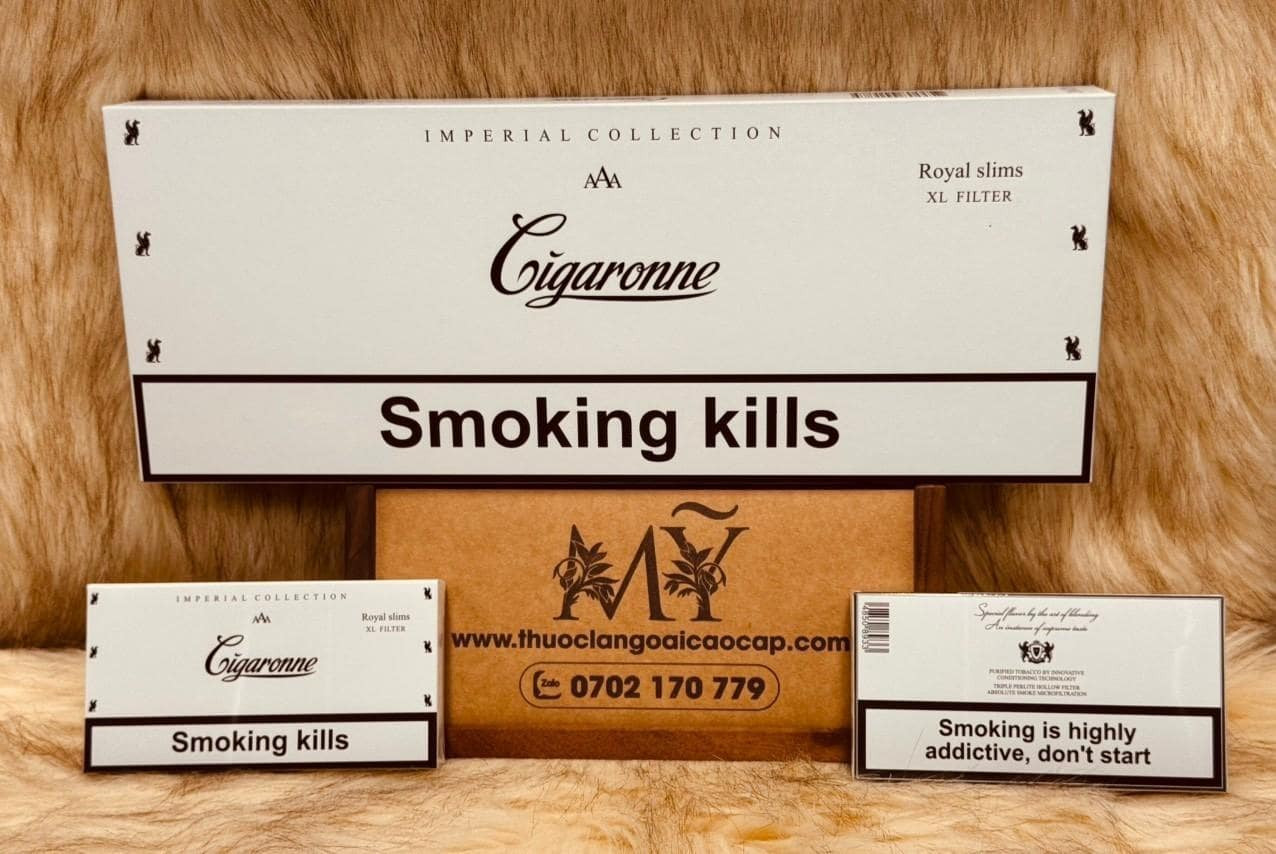 IMPERIAL COLLECTION
AAA
Royal slims
XL FILTER
Cigaronne
Smoking kills
MỸ
www.thuoclangoaicaocap.com
Zalo 0702 170 779
IMPERIAL COLLECTION
AAA
Royal slims
XL FILTER
Cigaronne
Smoking kills
Special flavor by the art of blending
An instance of supreme taste
PURIFIED TOBACCO BY INNOVATIVE
CONDITIONING TECHNOLOGY
TRIPLE PERLITE HOLLOW FILTER
ABSOLUTE SMOKE MICROFILTRATION
Smoking is highly
addictive, don't start